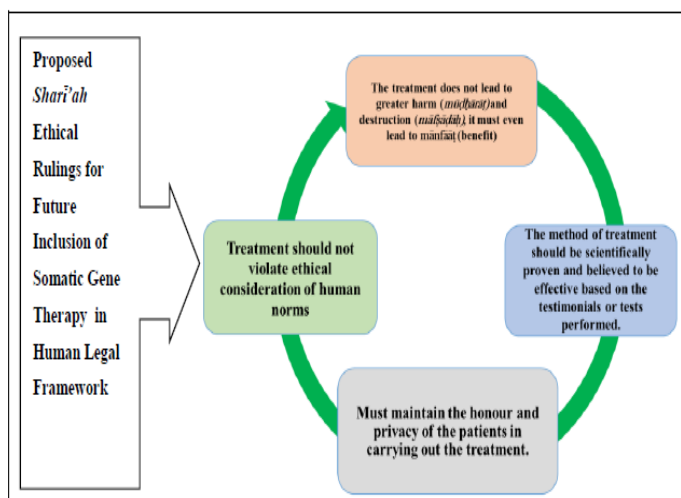 Proposed
Sharī'ah
Ethical
Rulings for
Future
Inclusion of
Somatic Gene
Therapy in
Human Legal
Framework
The treatment does not lead to
greater harm (mūḍhārāṭ) and
destruction (māfṣāḍāḥ), it must even
lead to mānfāāṭ (benefit)
The method of treatment
should be scientifically
proven and believed to be
effective based on the
testimonials or tests
performed.
Must maintain the honour and
privacy of the patients in
carrying out the treatment.
Treatment should not
violate ethical
consideration of human
norms